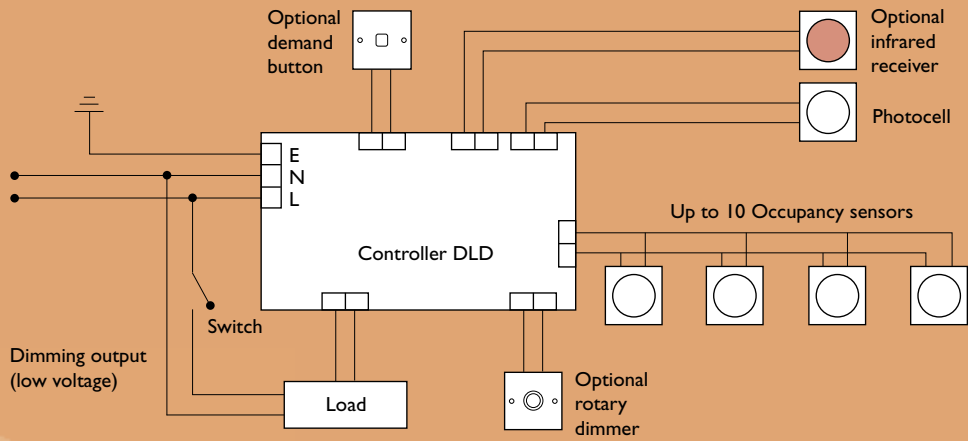 Optional
demand
button
Optional
infrared
receiver
Photocell
E
N
L
Up to 10 Occupancy sensors
Controller DLD
Switch
Dimming output
(low voltage)
Load
Optional
rotary
dimmer